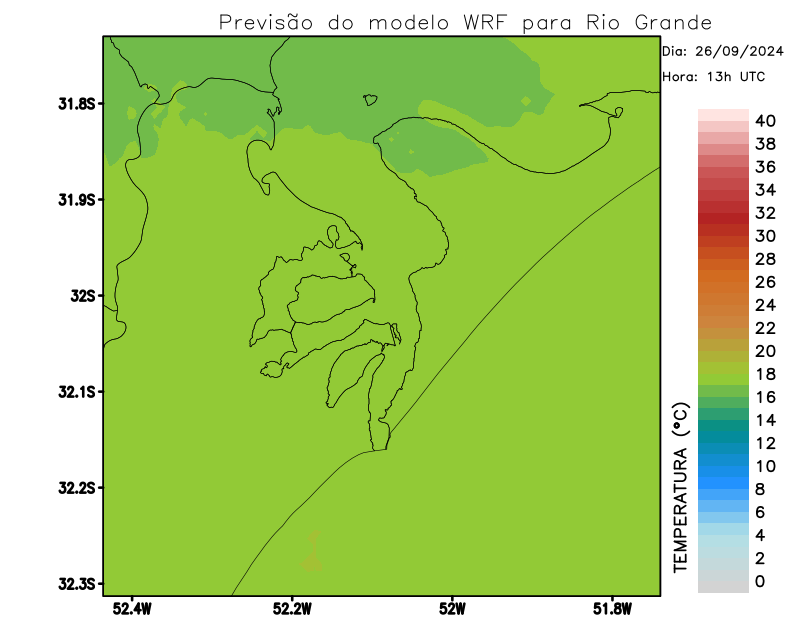 Previsão do modelo WRF para Rio Grande
Dia: 26/09/2024
Hora: 13h UTC
31.8S
31.9S
32S
32.1S
32.2S
32.3S
52.4W
52.2W
52W
51.8W
TEMPERATURA (°C)
40
38
36
34
32
30
28
26
24
22
20
18
16
14
12
10
8
6
4
2
0